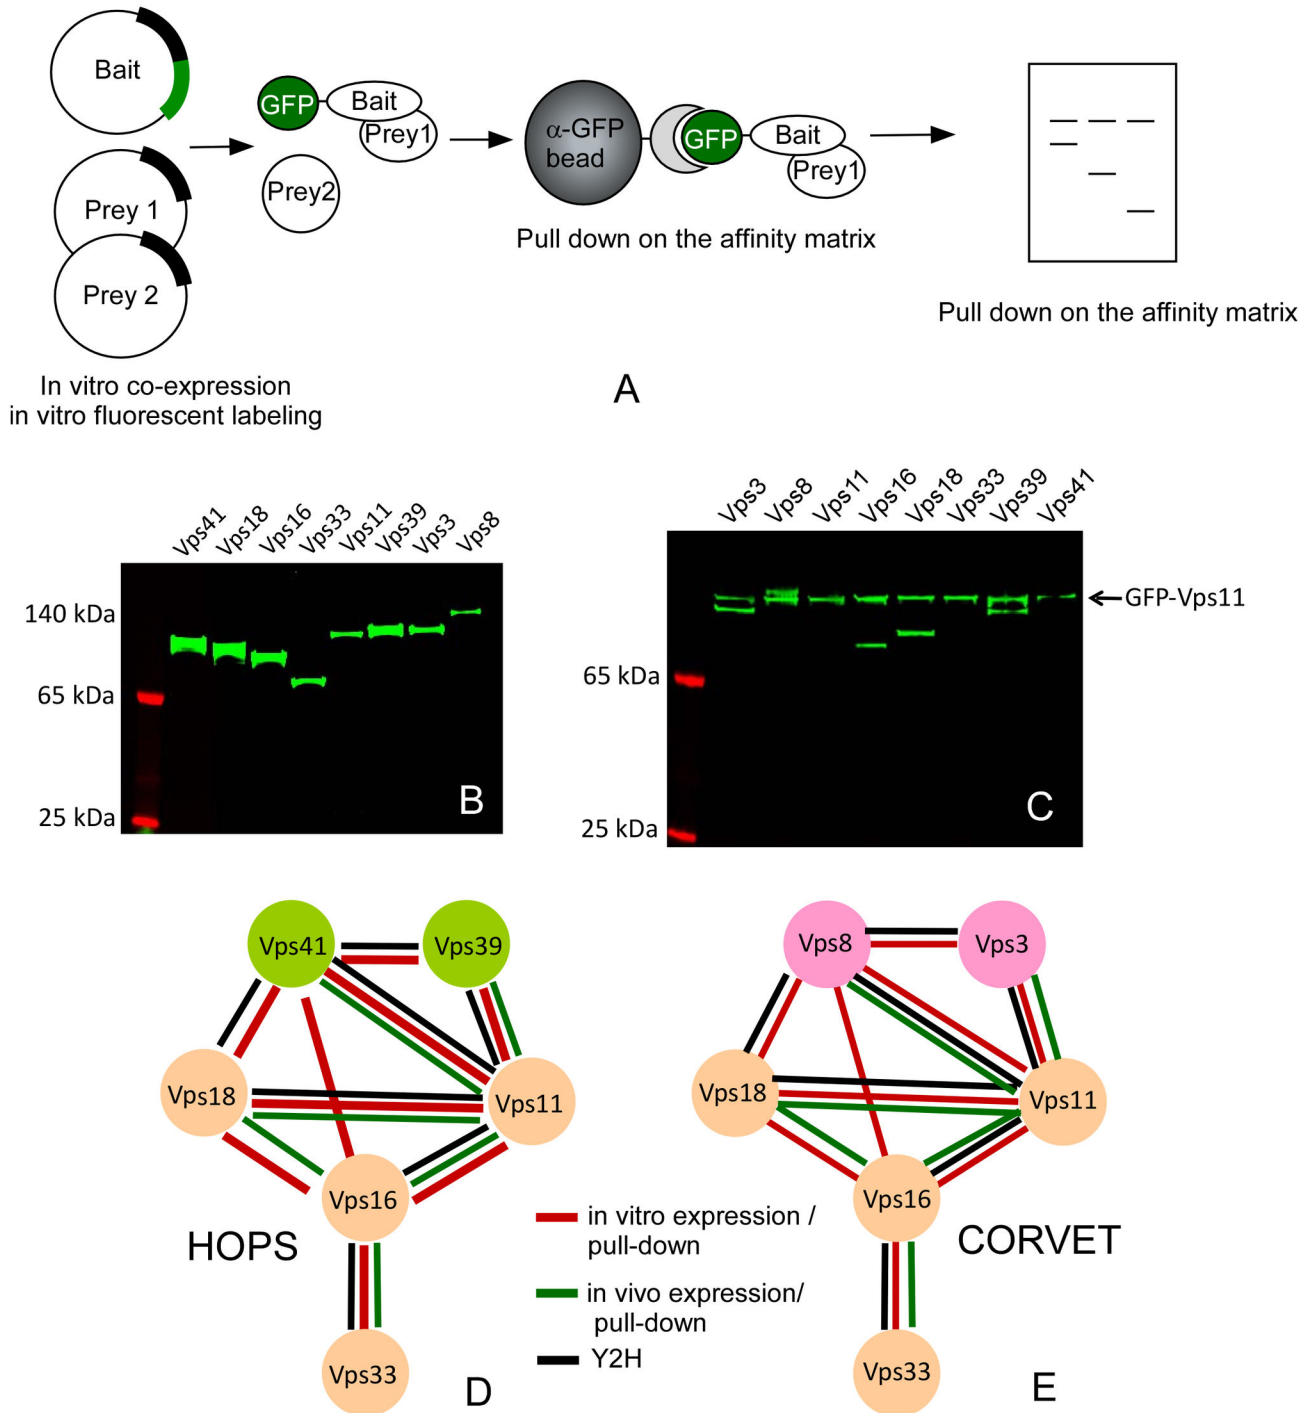 Bait
Prey 1
Prey 2
In vitro co-expression
in vitro fluorescent labeling
GFP
Bait
Prey1
Prey2
α-GFP
bead
GFP
Bait
Prey1
Pull down on the affinity matrix
Pull down on the affinity matrix
A
Vps41 Vps18 Vps16 Vps33 Vps11 Vps39 Vps3 Vps8
140 kDa
65 kDa
25 kDa
B
Vps3 Vps8 Vps11 Vps16 Vps18 Vps33 Vps39 Vps41
GFP-Vps11
65 kDa
25 kDa
C
Vps41
Vps39
Vps18
Vps11
Vps16
Vps33
HOPS
D
in vitro expression /
pull-down
in vivo expression/
pull-down
Y2H
Vps8
Vps3
Vps18
Vps11
Vps16
Vps33
CORVET
E